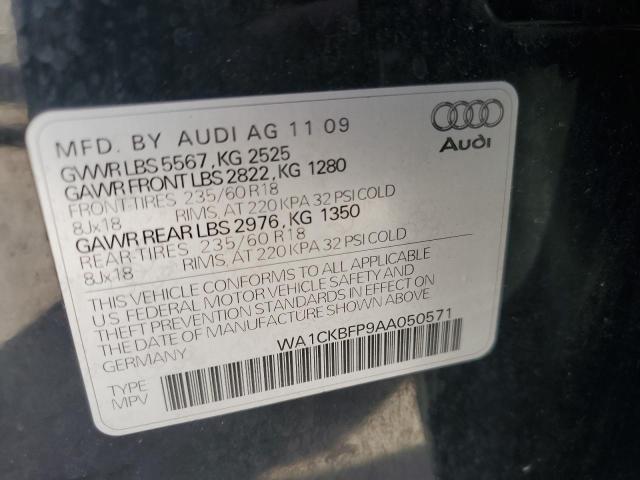 MFD. BY AUDI AG 11 09
Audi
GVWR LBS 5567, KG 2525
GAWR FRONT LBS 2822, KG 1280
FRONT-TIRES 235/60 R18
8Jx18 RIMS, AT 220 KPA 32 PSI COLD
GAWR REAR LBS 2976, KG 1350
REAR-TIRES 235/60 R18
8Jx18 RIMS, AT 220 KPA 32 PSI COLD
THIS VEHICLE CONFORMS TO ALL APPLICABLE
US FEDERAL MOTOR VEHICLE SAFETY AND
THEFT PREVENTION STANDARDS IN EFFECT ON
THE DATE OF MANUFACTURE SHOWN ABOVE
GERMANY WA1CKBFP9AA050571
TYPE
MPV